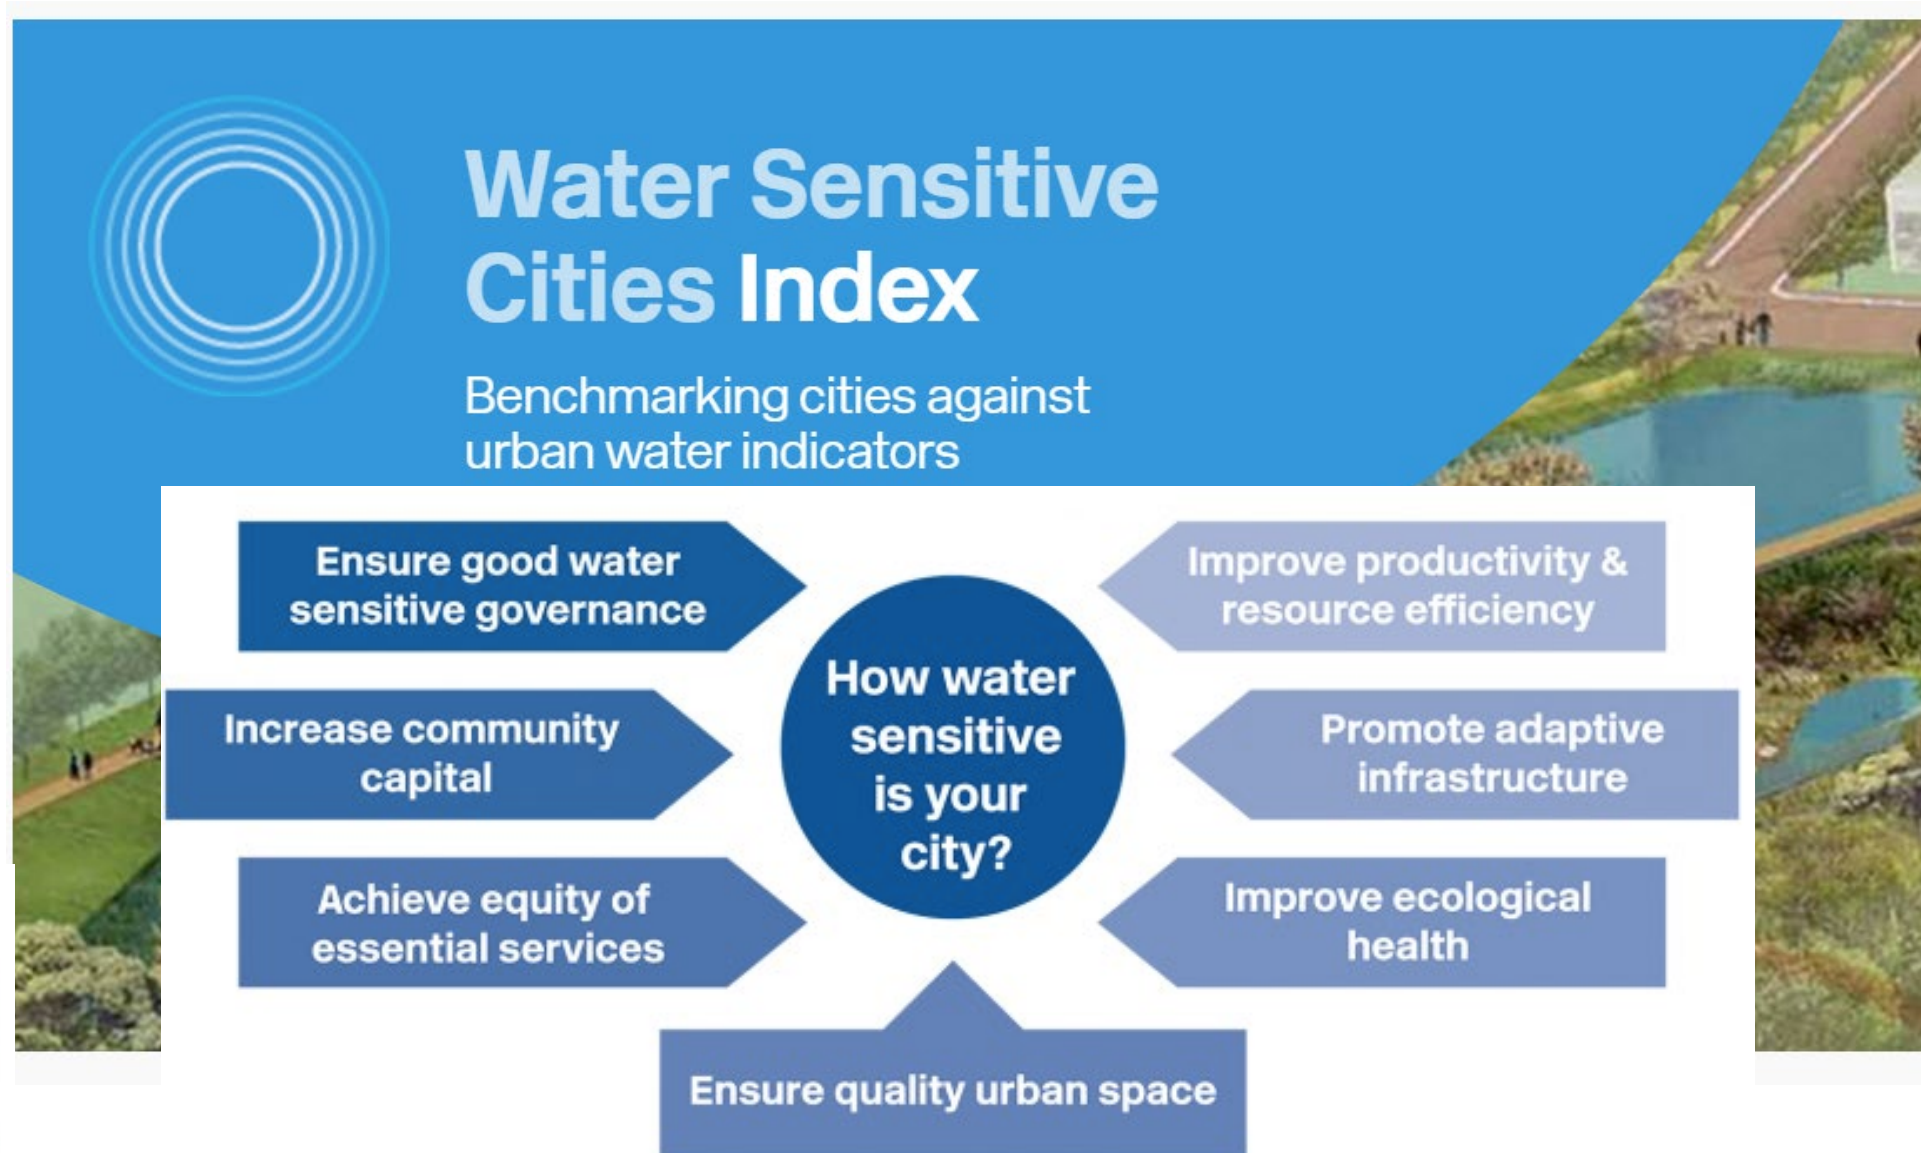 Water Sensitive
Cities Index
Benchmarking cities against
urban water indicators
Ensure good water
sensitive governance
Increase community
capital
Achieve equity of
essential services
How water
sensitive
is your
city?
Improve productivity &
resource efficiency
Promote adaptive
infrastructure
Improve ecological
health
Ensure quality urban space